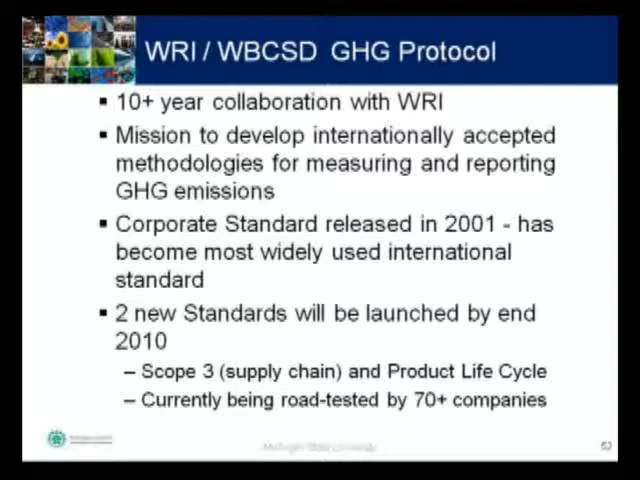 WRI / WBCSD GHG Protocol
▪ 10+ year collaboration with WRI
▪ Mission to develop internationally accepted
methodologies for measuring and reporting
GHG emissions
▪ Corporate Standard released in 2001 - has
become most widely used international
standard
▪ 2 new Standards will be launched by end
2010
– Scope 3 (supply chain) and Product Life Cycle
– Currently being road-tested by 70+ companies
Michigan State University